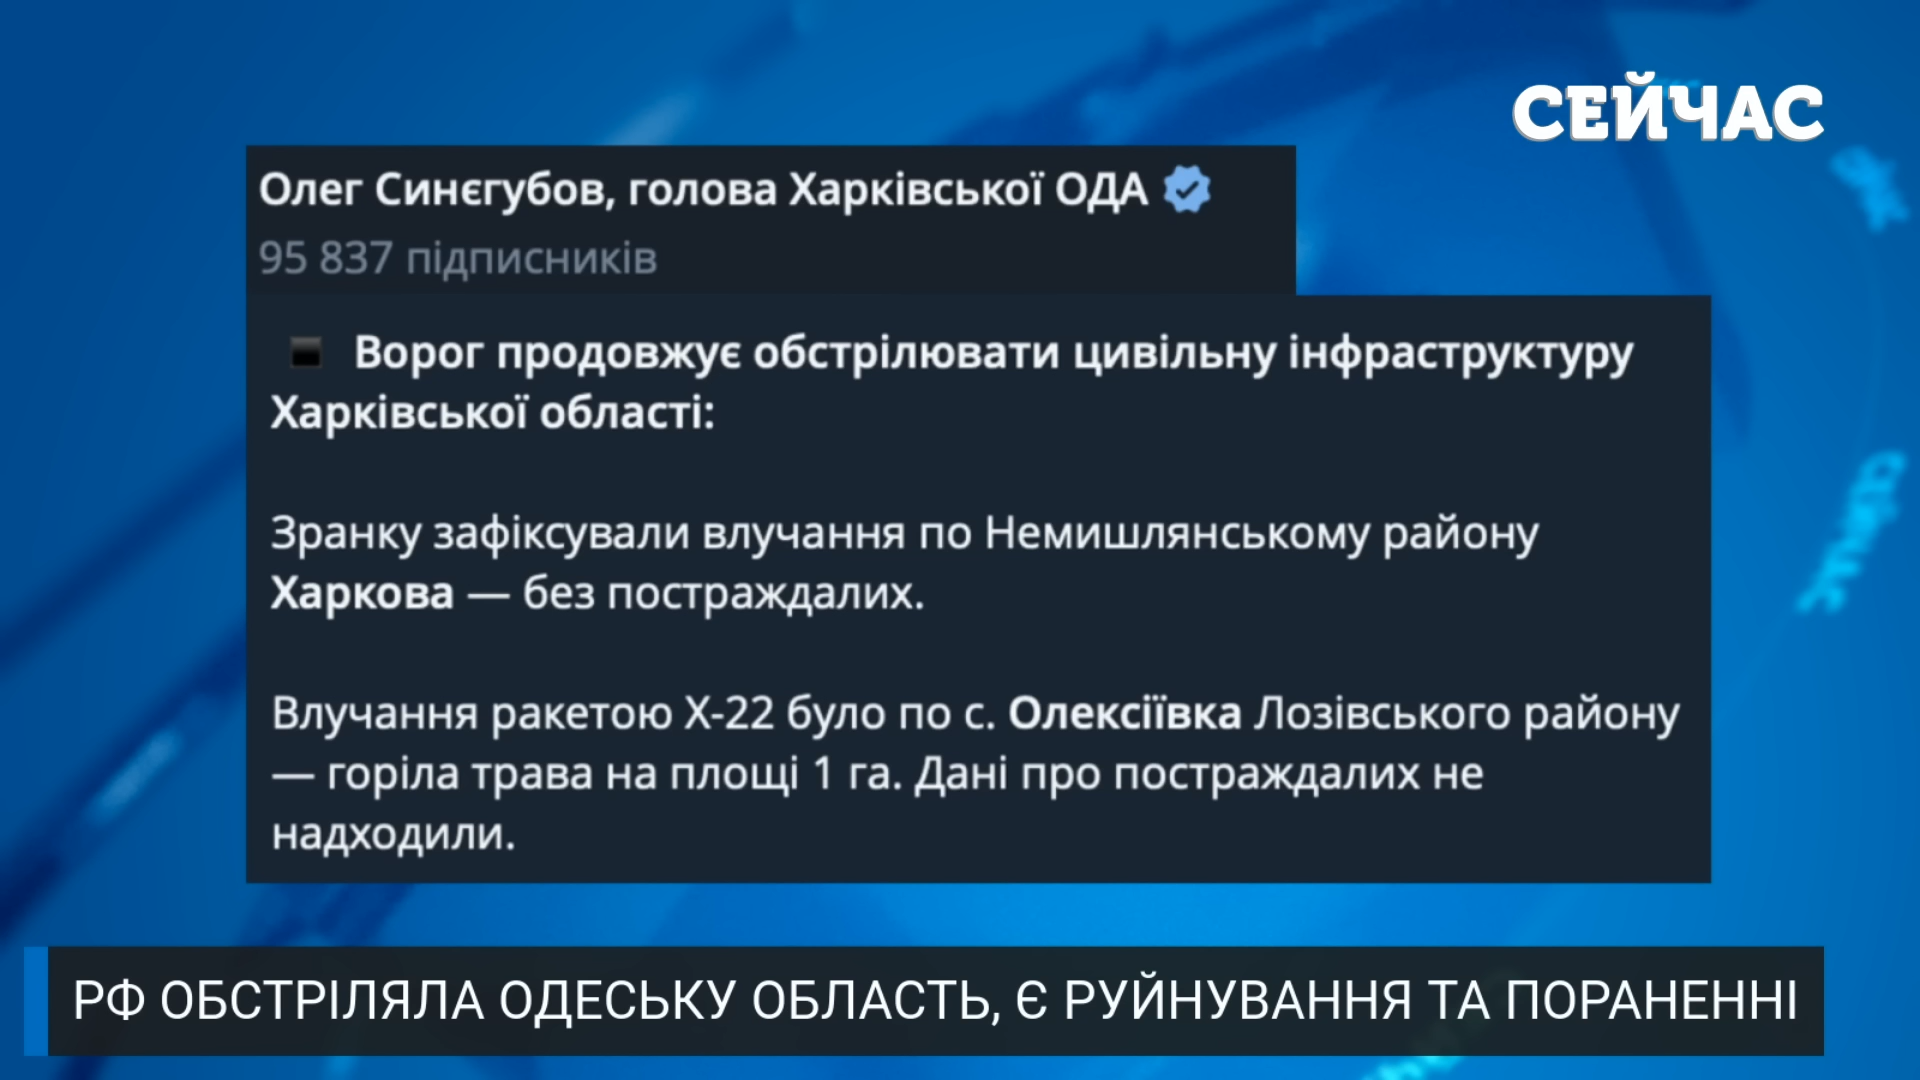 СЕЙЧАС
Олег Синєгубов, голова Харківської ОДА
95 837 підписників
Ворог продовжує обстрілювати цивільну інфраструктуру
Харківської області:
Зранку зафіксували влучання по Немишлянському району
Харкова — без постраждалих.
Влучання ракетою Х-22 було по с. Олексіївка Лозівського району
— горіла трава на площі 1 га. Дані про постраждалих не
надходили.
РФ ОБСТРІЛЯЛА ОДЕСЬКУ ОБЛАСТЬ, Є РУЙНУВАННЯ ТА ПОРАНЕННІ